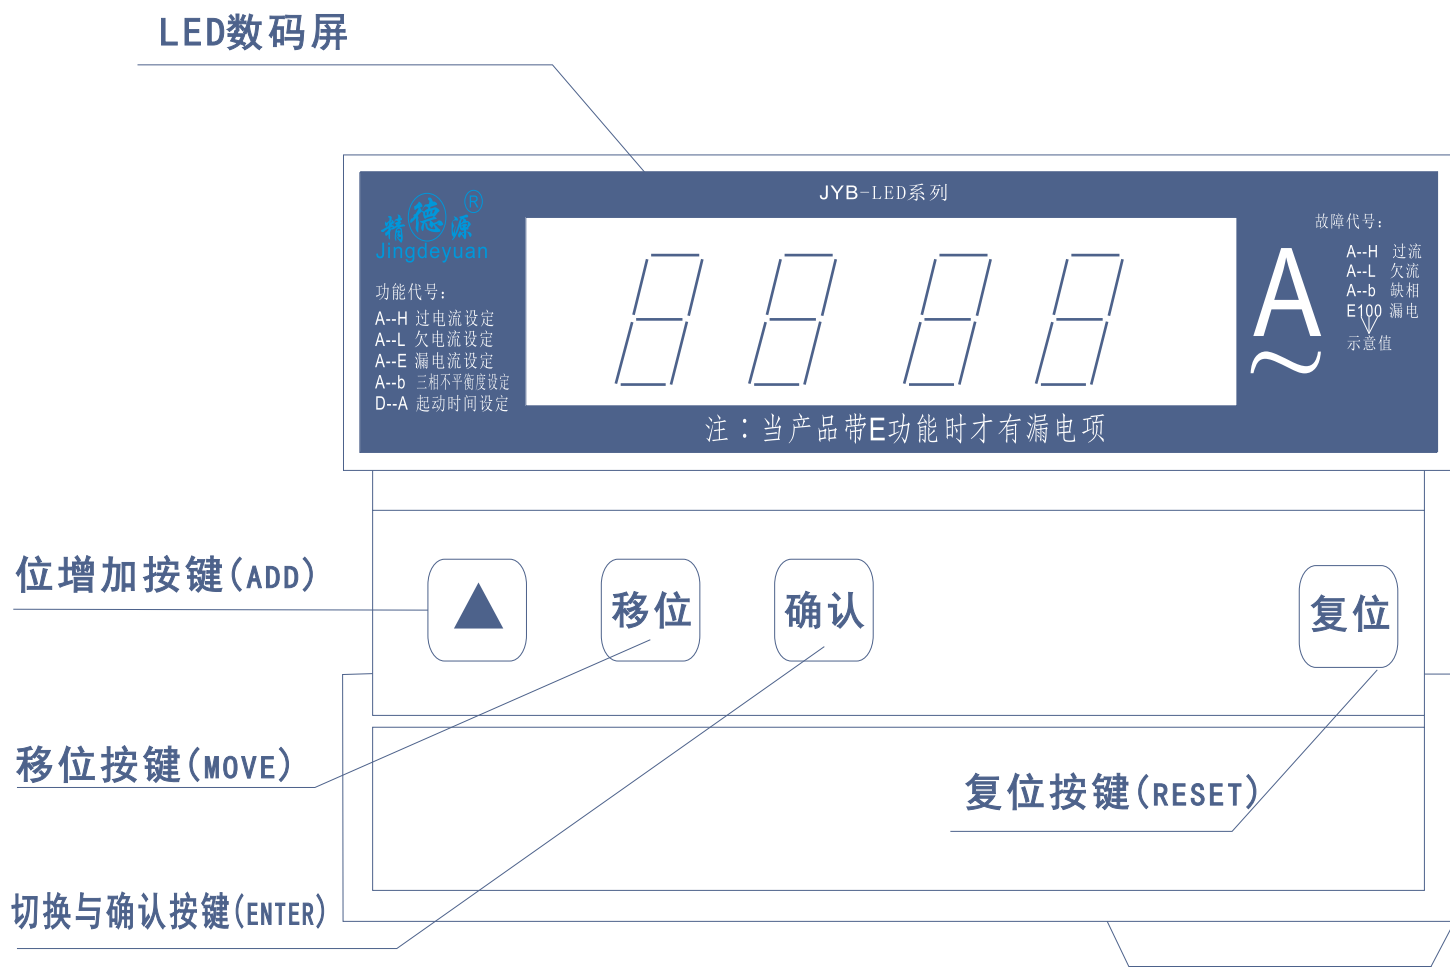 LED数码屏
JYB-LED系列
精德源®
Jingdeyuan
功能代号:
A--H 过电流设定
A--L 欠电流设定
A--E 漏电流设定
A--b 三相不平衡度设定
D--A 起动时间设定
8 8 8 8
A
~
故障代号:
A--H 过流
A--L 欠流
A--b 缺相
E100 漏电
示意值
注:当产品带E功能时才有漏电项
位增加按键(ADD)
▲
移位
确认
复位
移位按键(MOVE)
复位按键(RESET)
切换与确认按键(ENTER)